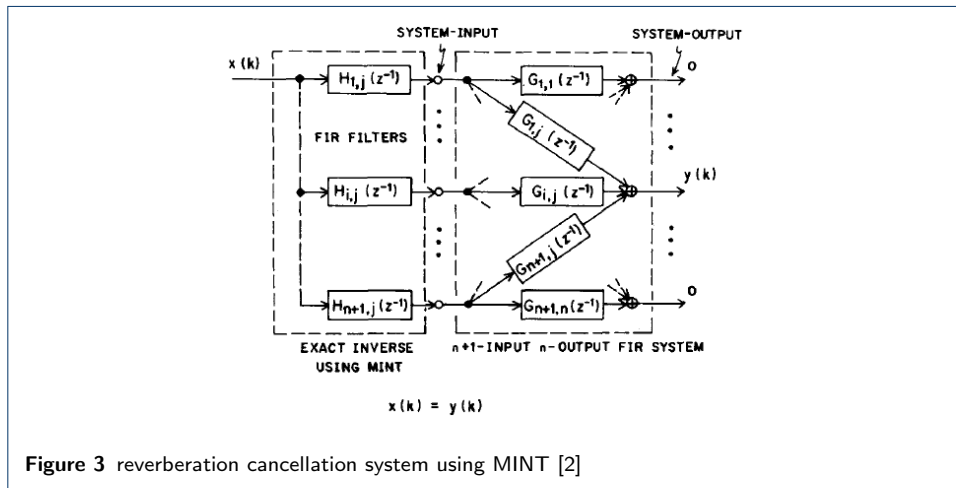 SYSTEM-INPUT
SYSTEM-OUTPUT
x(k)
H1,j(z⁻¹)
G1,1(z⁻¹)
0
FIR FILTERS
G1,j(z⁻¹)
Hi,j(z⁻¹)
Gi,j(z⁻¹)
y(k)
Gn+1,j(z⁻¹)
Hn+1,j(z⁻¹)
Gn+1,n(z⁻¹)
0
EXACT INVERSE
USING MINT
n+1-INPUT n-OUTPUT FIR SYSTEM
x(k) = y(k)
Figure 3 reverberation cancellation system using MINT [2]